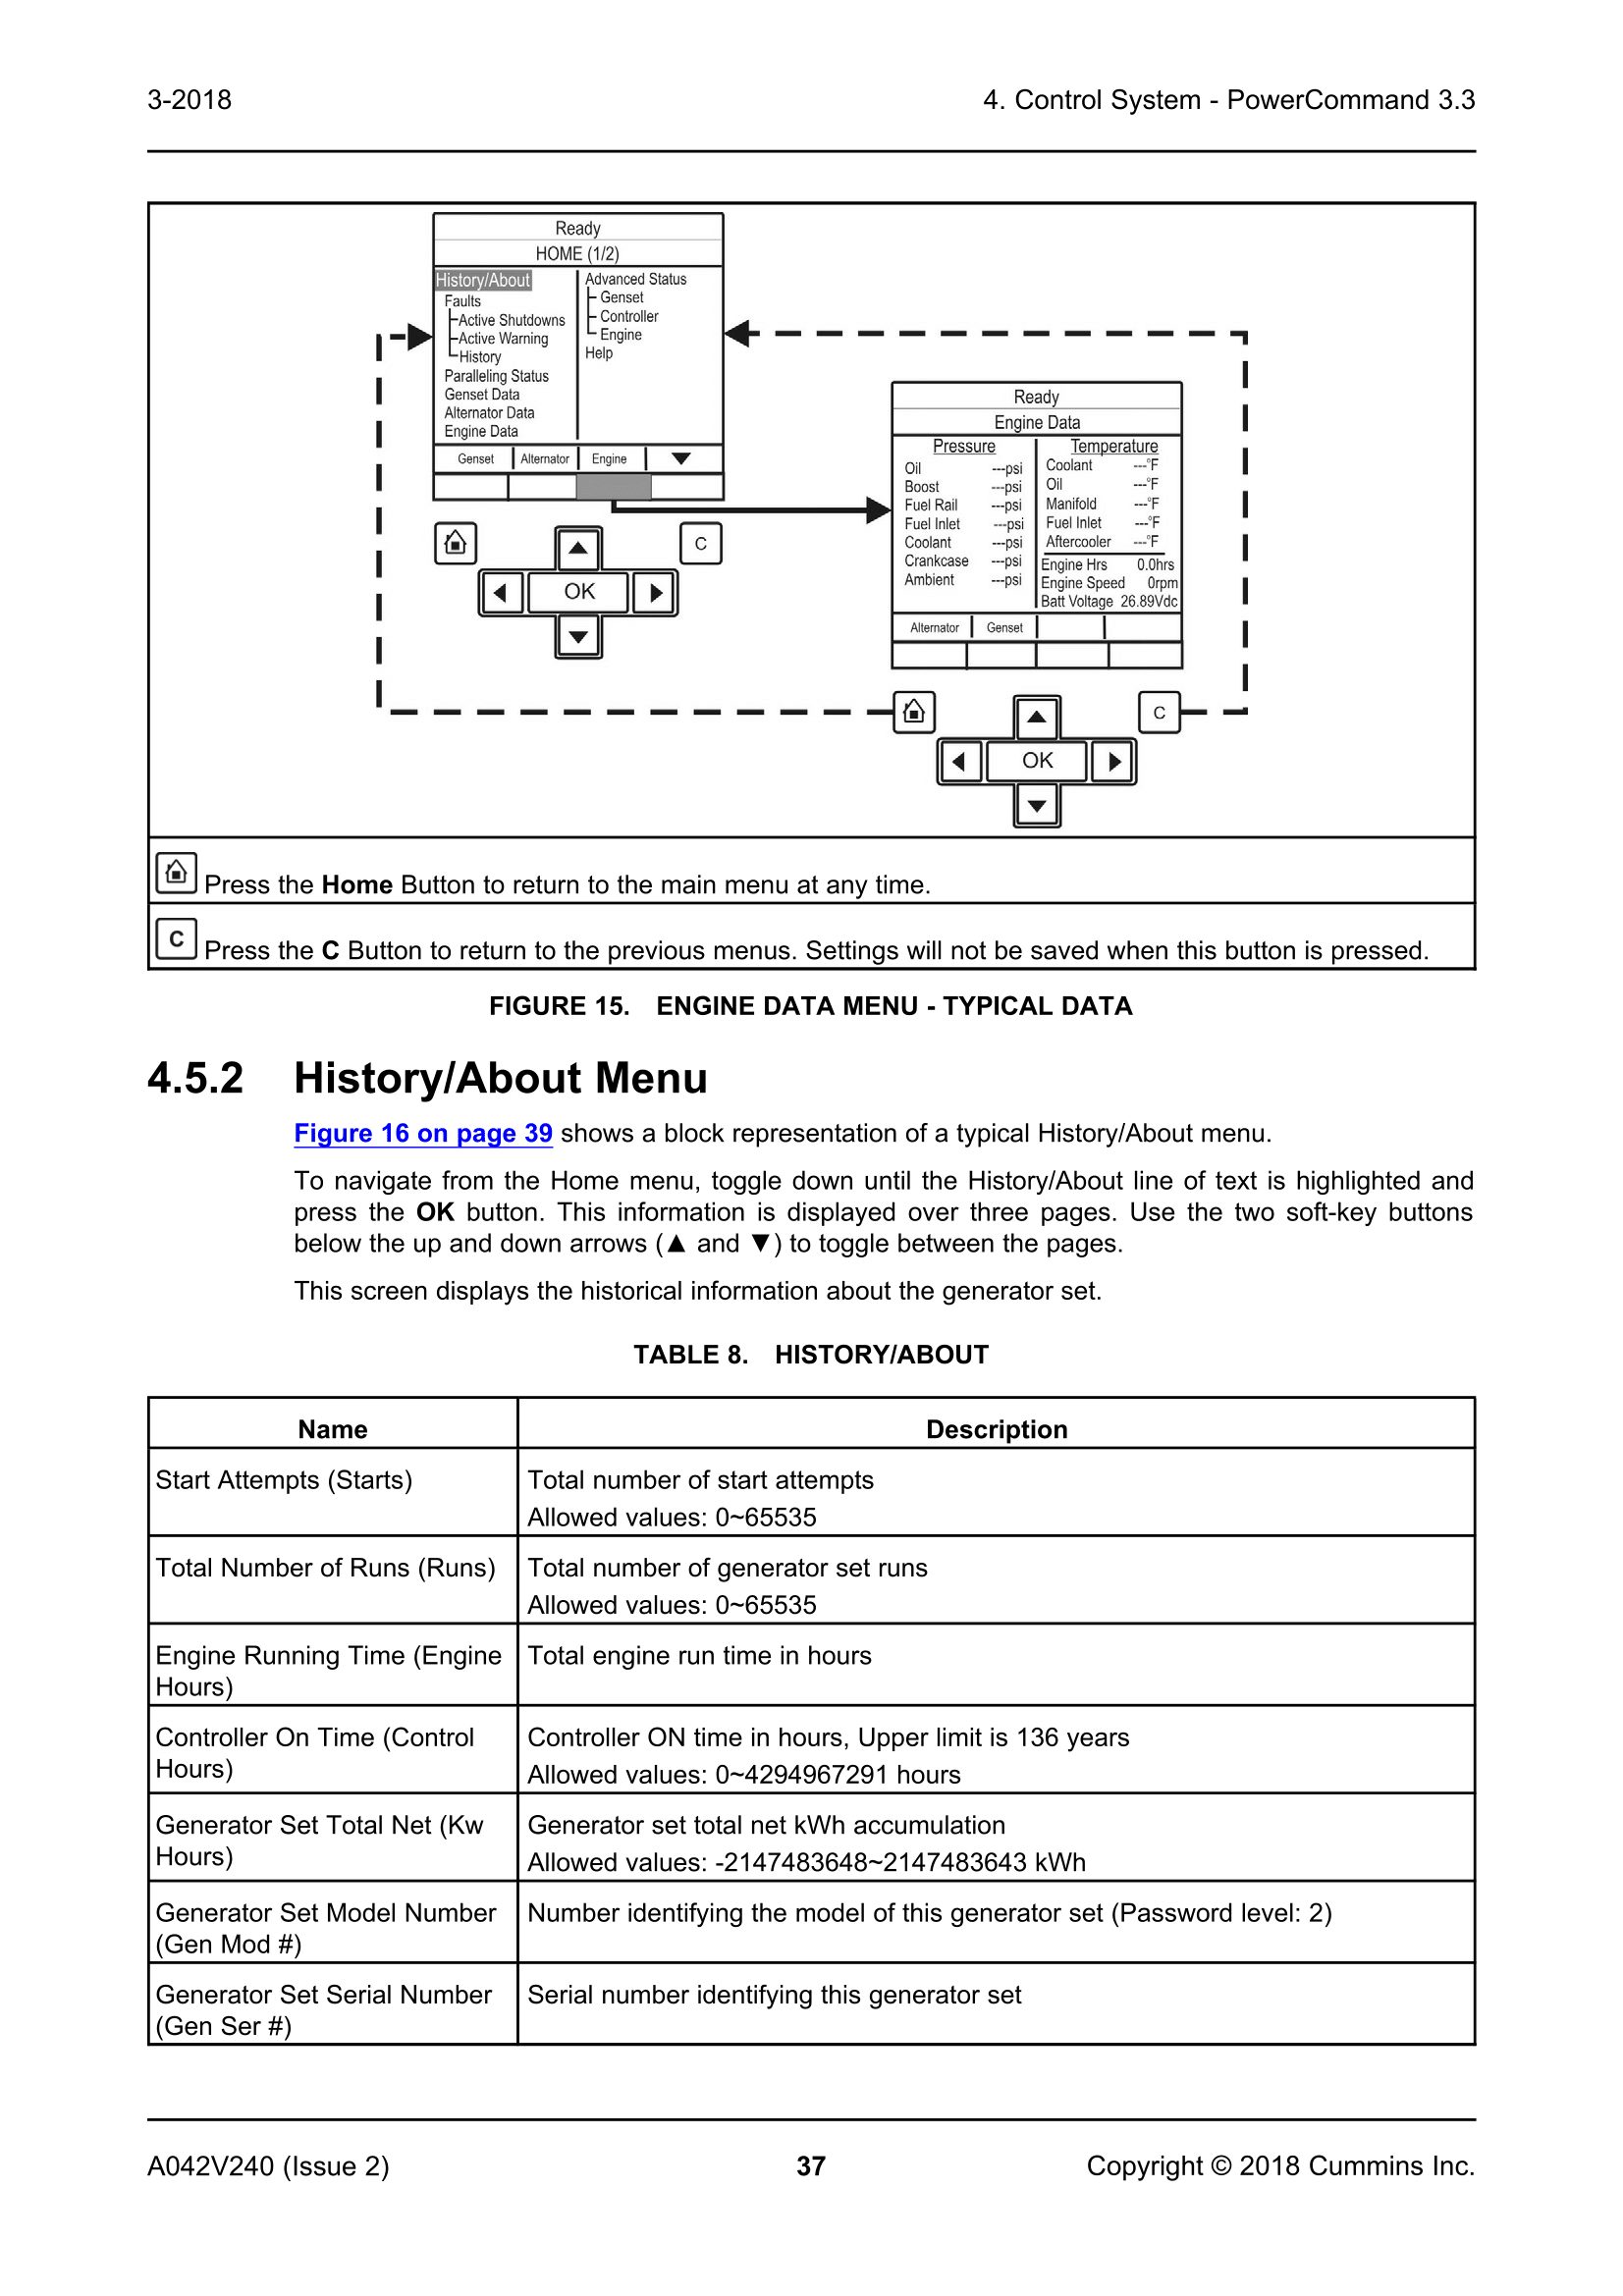 3-2018
4. Control System - PowerCommand 3.3
Ready
HOME (1/2)
History/About
Faults
Active Shutdowns
Active Warning
History
Paralleling Status
Genset Data
Alternator Data
Engine Data
Advanced Status
Genset
Controller
Engine
Help
Genset Alternator Engine ▼
C
OK
Ready
Engine Data
Pressure
Oil ---psi
Boost ---psi
Fuel Rail ---psi
Fuel Inlet ---psi
Coolant ---psi
Crankcase ---psi
Ambient ---psi
Temperature
Coolant ---°F
Oil ---°F
Manifold ---°F
Fuel Inlet ---°F
Aftercooler ---°F
Engine Hrs 0.0hrs
Engine Speed 0rpm
Batt Voltage 26.89Vdc
Alternator Genset
C
OK
Press the Home Button to return to the main menu at any time.
C Press the C Button to return to the previous menus. Settings will not be saved when this button is pressed.
FIGURE 15. ENGINE DATA MENU - TYPICAL DATA
4.5.2 History/About Menu
Figure 16 on page 39 shows a block representation of a typical History/About menu.
To navigate from the Home menu, toggle down until the History/About line of text is highlighted and
press the OK button. This information is displayed over three pages. Use the two soft-key buttons
below the up and down arrows (▲ and ▼) to toggle between the pages.
This screen displays the historical information about the generator set.
TABLE 8. HISTORY/ABOUT
Name Description
Start Attempts (Starts) Total number of start attempts
Allowed values: 0~65535
Total Number of Runs (Runs) Total number of generator set runs
Allowed values: 0~65535
Engine Running Time (Engine Total engine run time in hours
Hours)
Controller On Time (Control Controller ON time in hours, Upper limit is 136 years
Hours) Allowed values: 0~4294967291 hours
Generator Set Total Net (Kw Generator set total net kWh accumulation
Hours) Allowed values: -2147483648~2147483643 kWh
Generator Set Model Number Number identifying the model of this generator set (Password level: 2)
(Gen Mod #)
Generator Set Serial Number Serial number identifying this generator set
(Gen Ser #)
A042V240 (Issue 2) 37 Copyright © 2018 Cummins Inc.